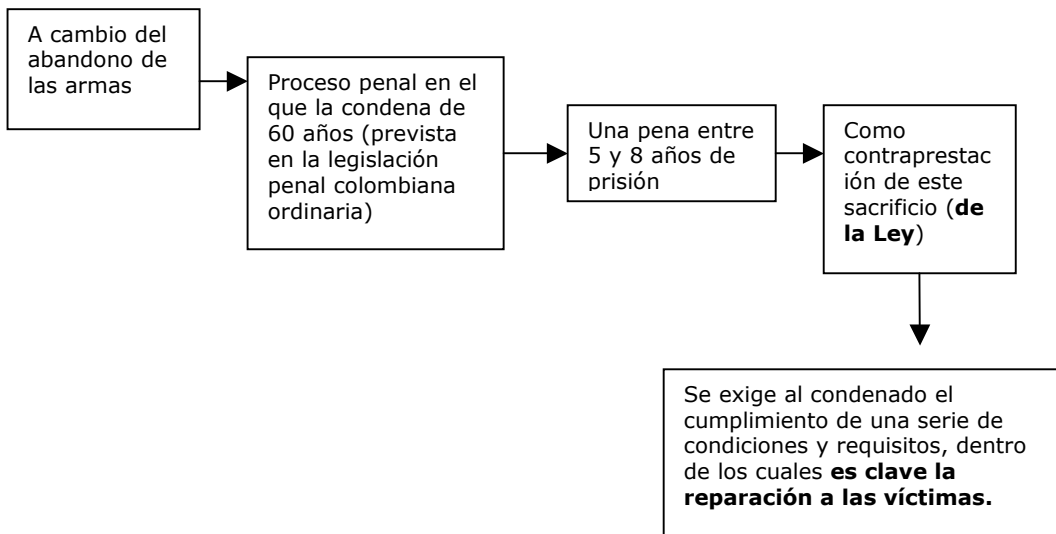 A cambio del
abandono de
las armas
Proceso penal en el
que la condena de
60 años (prevista
en la legislación
penal colombiana
ordinaria)
Una pena entre
5 y 8 años de
prisión
Como
contraprestac
ión de este
sacrificio (de
la Ley)
Se exige al condenado el
cumplimiento de una serie de
condiciones y requisitos, dentro
de los cuales es clave la
reparación a las víctimas.